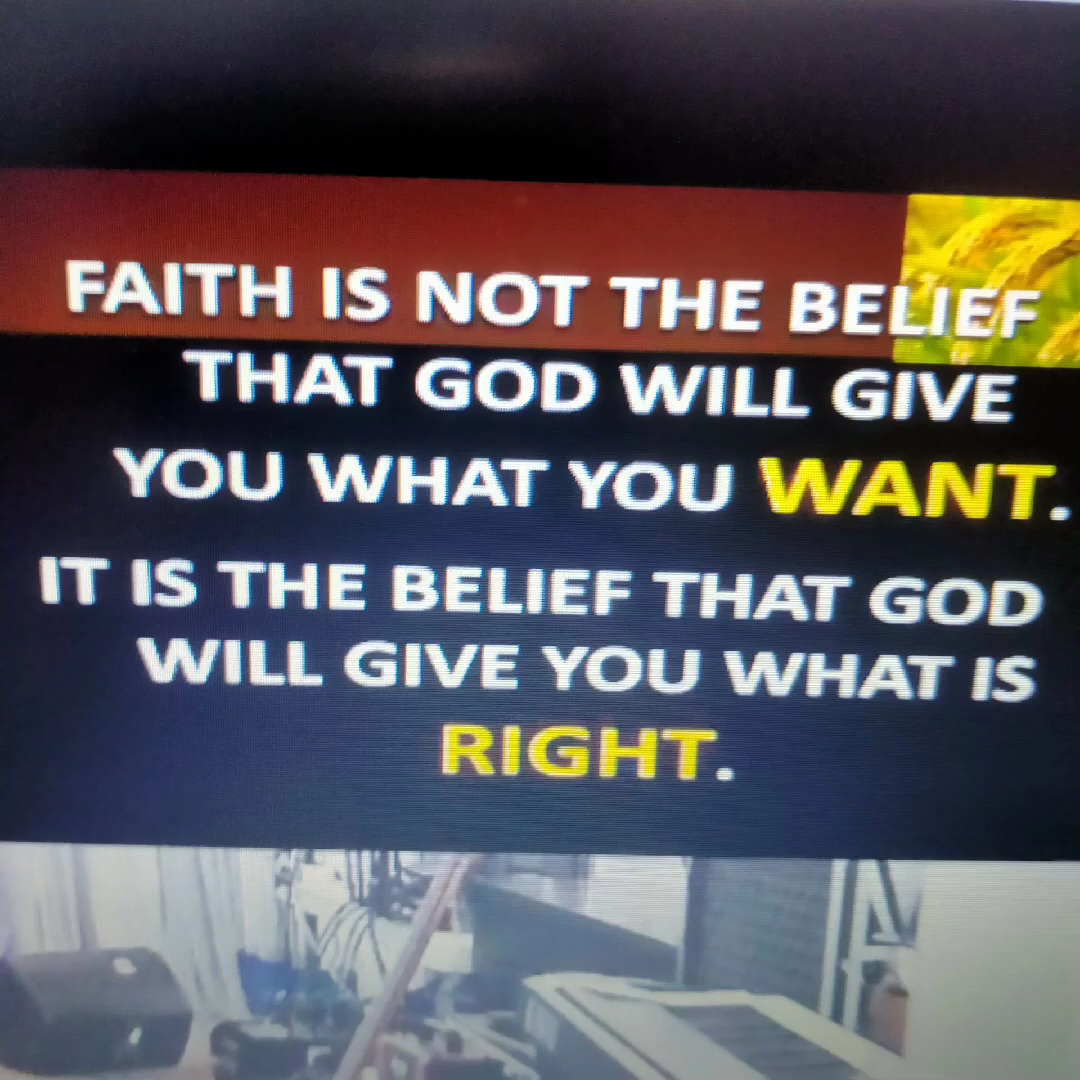 FAITH IS NOT THE BELIEF
THAT GOD WILL GIVE
YOU WHAT YOU WANT.
IT IS THE BELIEF THAT GOD
WILL GIVE YOU WHAT IS
RIGHT.